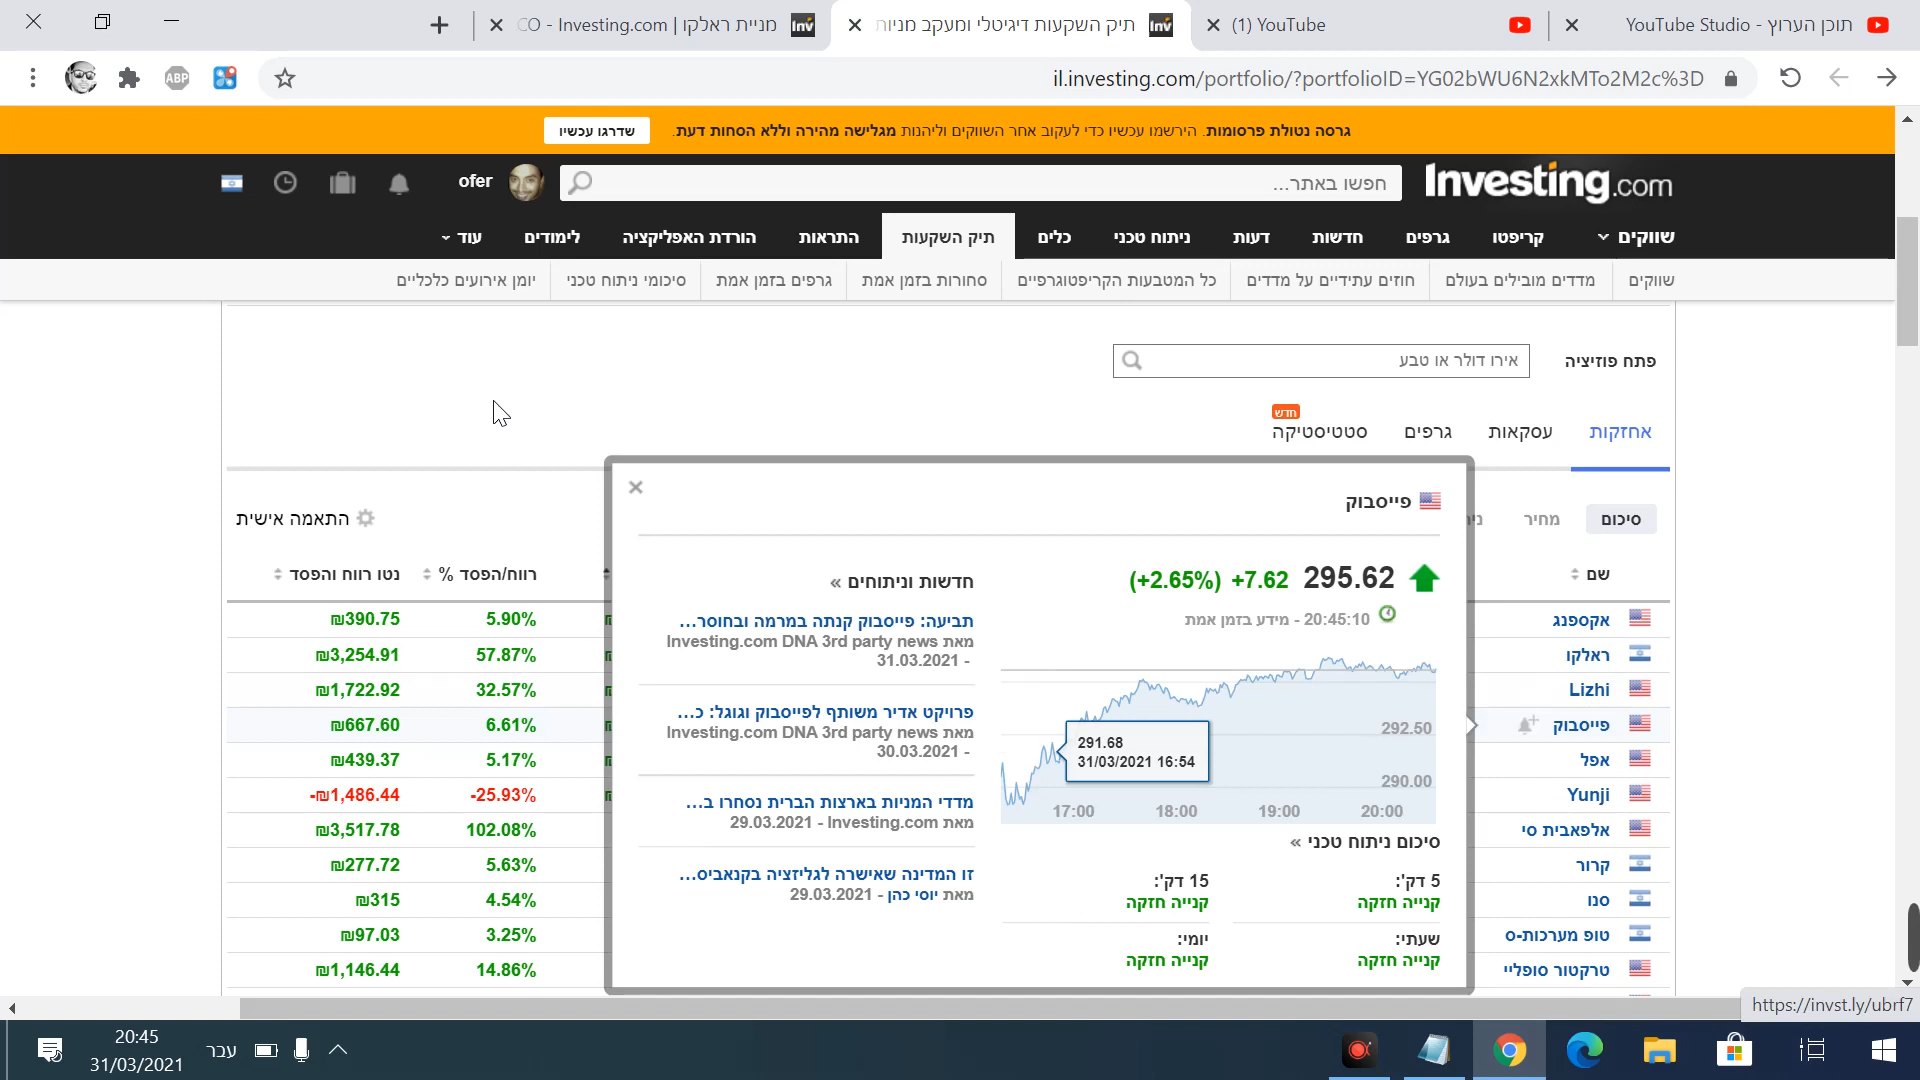 תוכן הערוץ - YouTube Studio
(1) YouTube
תיק השקעות דיגיטלי ומעקב מניות
מניית ראלקו | CO - Investing.com
il.investing.com/portfolio/?portfolioID=YG02bWU6N2xkMTo2M2c%3D
ABP
גרסה נטולת פרסומות. הירשמו עכשיו כדי לעקוב אחר השווקים וליהנות מגלישה מהירה וללא הסחות דעת.
שדרגו עכשיו
Investing.com
חפשו באתר...
ofer
שווקים
קריפטו
גרפים
חדשות
דעות
ניתוח טכני
כלים
תיק השקעות
התראות
הורדת האפליקציה
לימודים
עוד
שווקים
מדדים מובילים בעולם
חוזים עתידיים על מדדים
כל המטבעות הקריפטוגרפיים
סחורות בזמן אמת
גרפים בזמן אמת
סיכומי ניתוח טכני
יומן אירועים כלכליים
פתח פוזיציה
אירו דולר או טבע
אחזקות
עסקאות
גרפים
סטטיסטיקה
חדש
סיכום
מחיר
התאמה אישית
שם
רווח/הפסד %
נטו רווח והפסד
אקספנג 5.90% ₪390.75
ראלקו 57.87% ₪3,254.91
Lizhi 32.57% ₪1,722.92
פייסבוק 6.61% ₪667.60
אפל 5.17% ₪439.37
Yunji -25.93% -₪1,486.44
אלפאבית סי 102.08% ₪3,517.78
קרור 5.63% ₪277.72
סנו 4.54% ₪315
טופ מערכות-ס 3.25% ₪97.03
טרקטור סופליי 14.86% ₪1,146.44
פייסבוק
295.62 +7.62 (+2.65%)
20:45:10 - מידע בזמן אמת
292.50
290.00
291.68
31/03/2021 16:54
17:00 18:00 19:00 20:00
סיכום ניתוח טכני »
5 דק':
קנייה חזקה
15 דק':
קנייה חזקה
שעתי:
קנייה חזקה
יומי:
קנייה חזקה
חדשות וניתוחים »
תביעה: פייסבוק קנתה במרמה ובחוסר...
מאת Investing.com DNA 3rd party news
- 31.03.2021
פרויקט אדיר משותף לפייסבוק וגוגל: כ...
מאת Investing.com DNA 3rd party news
- 30.03.2021
מדדי המניות בארצות הברית נסחרו ב...
מאת Investing.com - 29.03.2021
זו המדינה שאישרה לגליזציה בקנאביס...
מאת יוסי כהן - 29.03.2021
https://invst.ly/ubrf7
עבר
20:45
31/03/2021